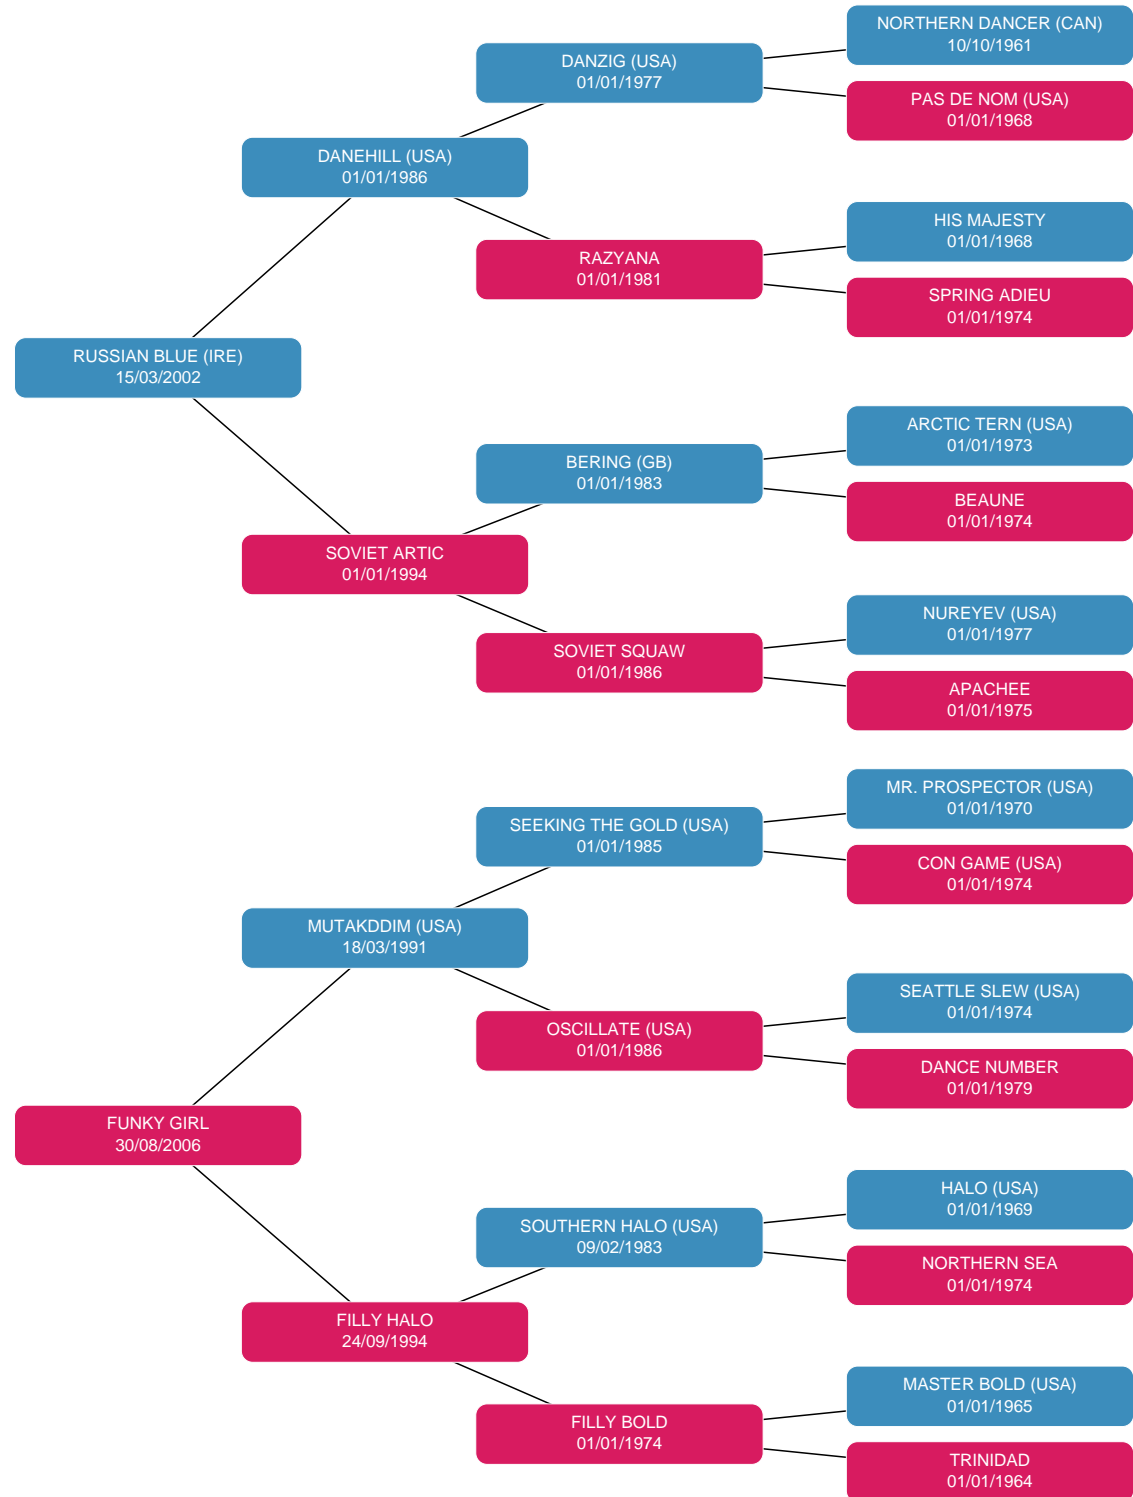 NORTHERN DANCER (CAN)
10/10/1961
DANZIG (USA)
01/01/1977
PAS DE NOM (USA)
01/01/1968
DANEHILL (USA)
01/01/1986
HIS MAJESTY
01/01/1968
RAZYANA
01/01/1981
SPRING ADIEU
01/01/1974
RUSSIAN BLUE (IRE)
15/03/2002
ARCTIC TERN (USA)
01/01/1973
BERING (GB)
01/01/1983
BEAUNE
01/01/1974
SOVIET ARTIC
01/01/1994
NUREYEV (USA)
01/01/1977
SOVIET SQUAW
01/01/1986
APACHEE
01/01/1975
MR. PROSPECTOR (USA)
01/01/1970
SEEKING THE GOLD (USA)
01/01/1985
CON GAME (USA)
01/01/1974
MUTAKDDIM (USA)
18/03/1991
SEATTLE SLEW (USA)
01/01/1974
OSCILLATE (USA)
01/01/1986
DANCE NUMBER
01/01/1979
FUNKY GIRL
30/08/2006
HALO (USA)
01/01/1969
SOUTHERN HALO (USA)
09/02/1983
NORTHERN SEA
01/01/1974
FILLY HALO
24/09/1994
MASTER BOLD (USA)
01/01/1965
FILLY BOLD
01/01/1974
TRINIDAD
01/01/1964